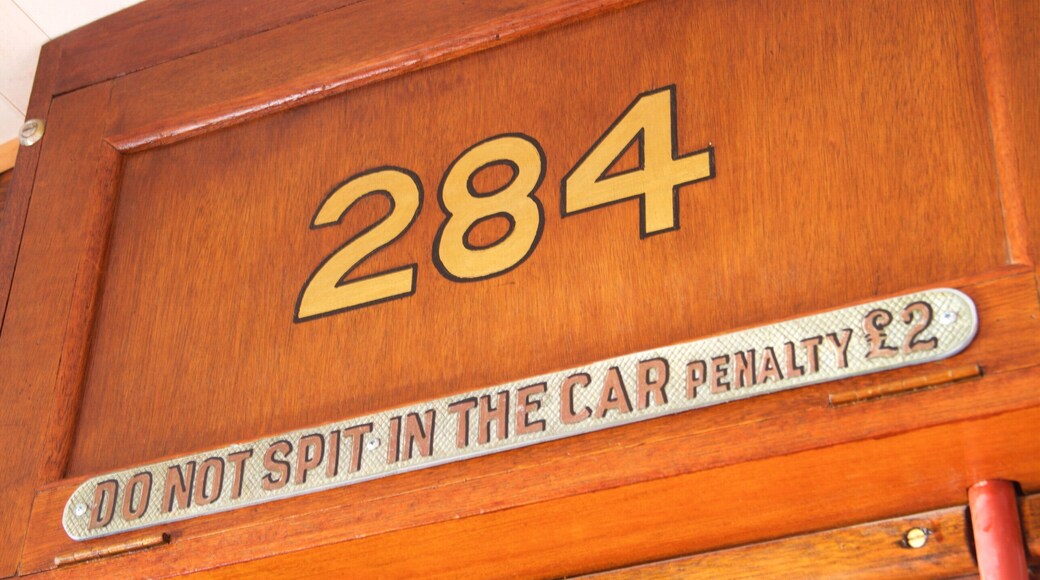 284
DO NOT SPIT IN THE CAR PENALTY £2